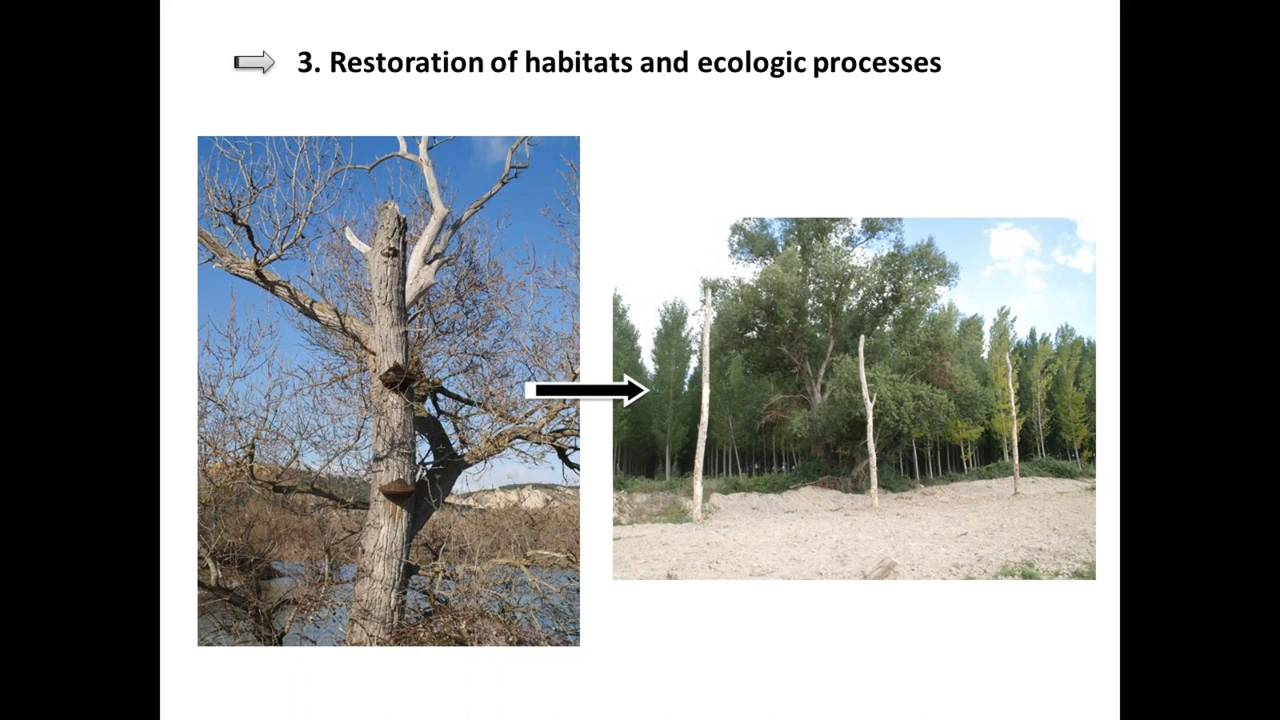 3. Restoration of habitats and ecologic processes